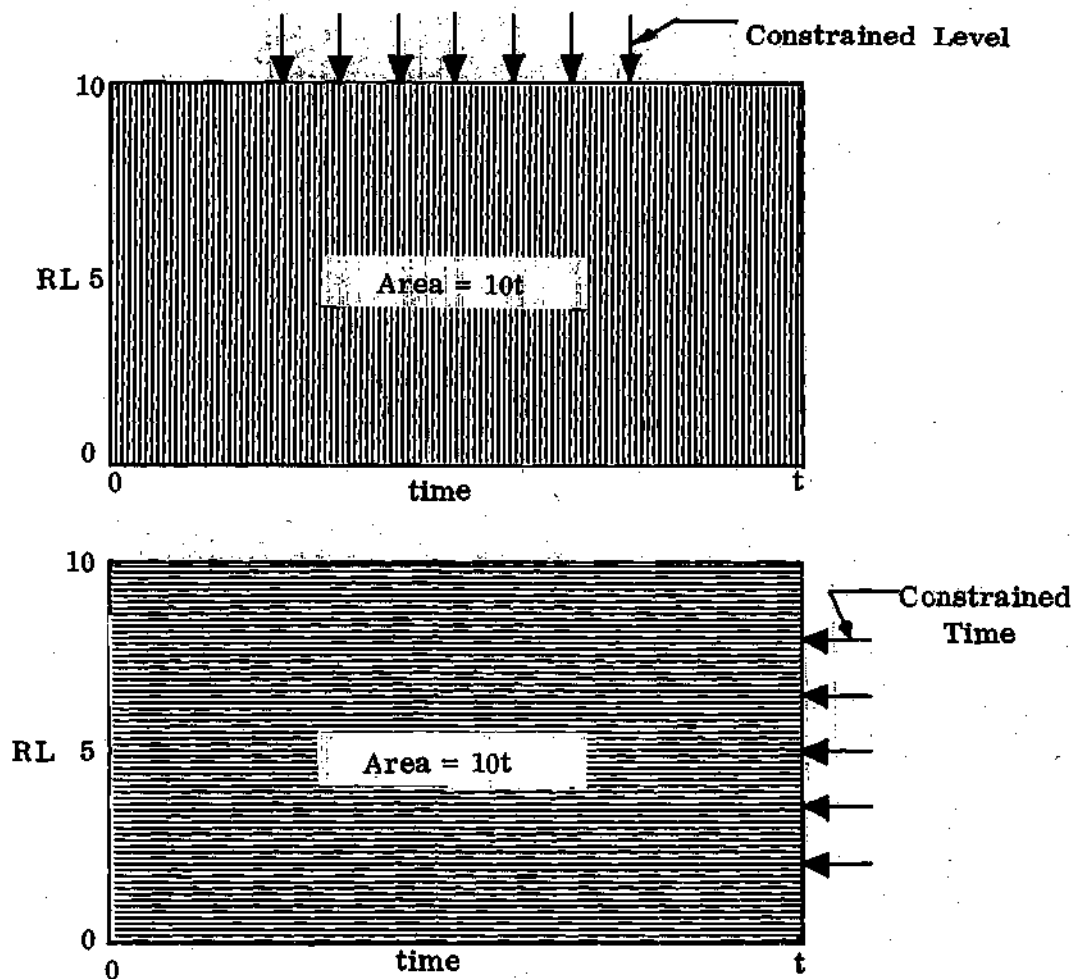 Constrained Level
10
RL 5
Area = 10t
0
0
time
t
10
Constrained
Time
RL 5
Area = 10t
0
0
time
t